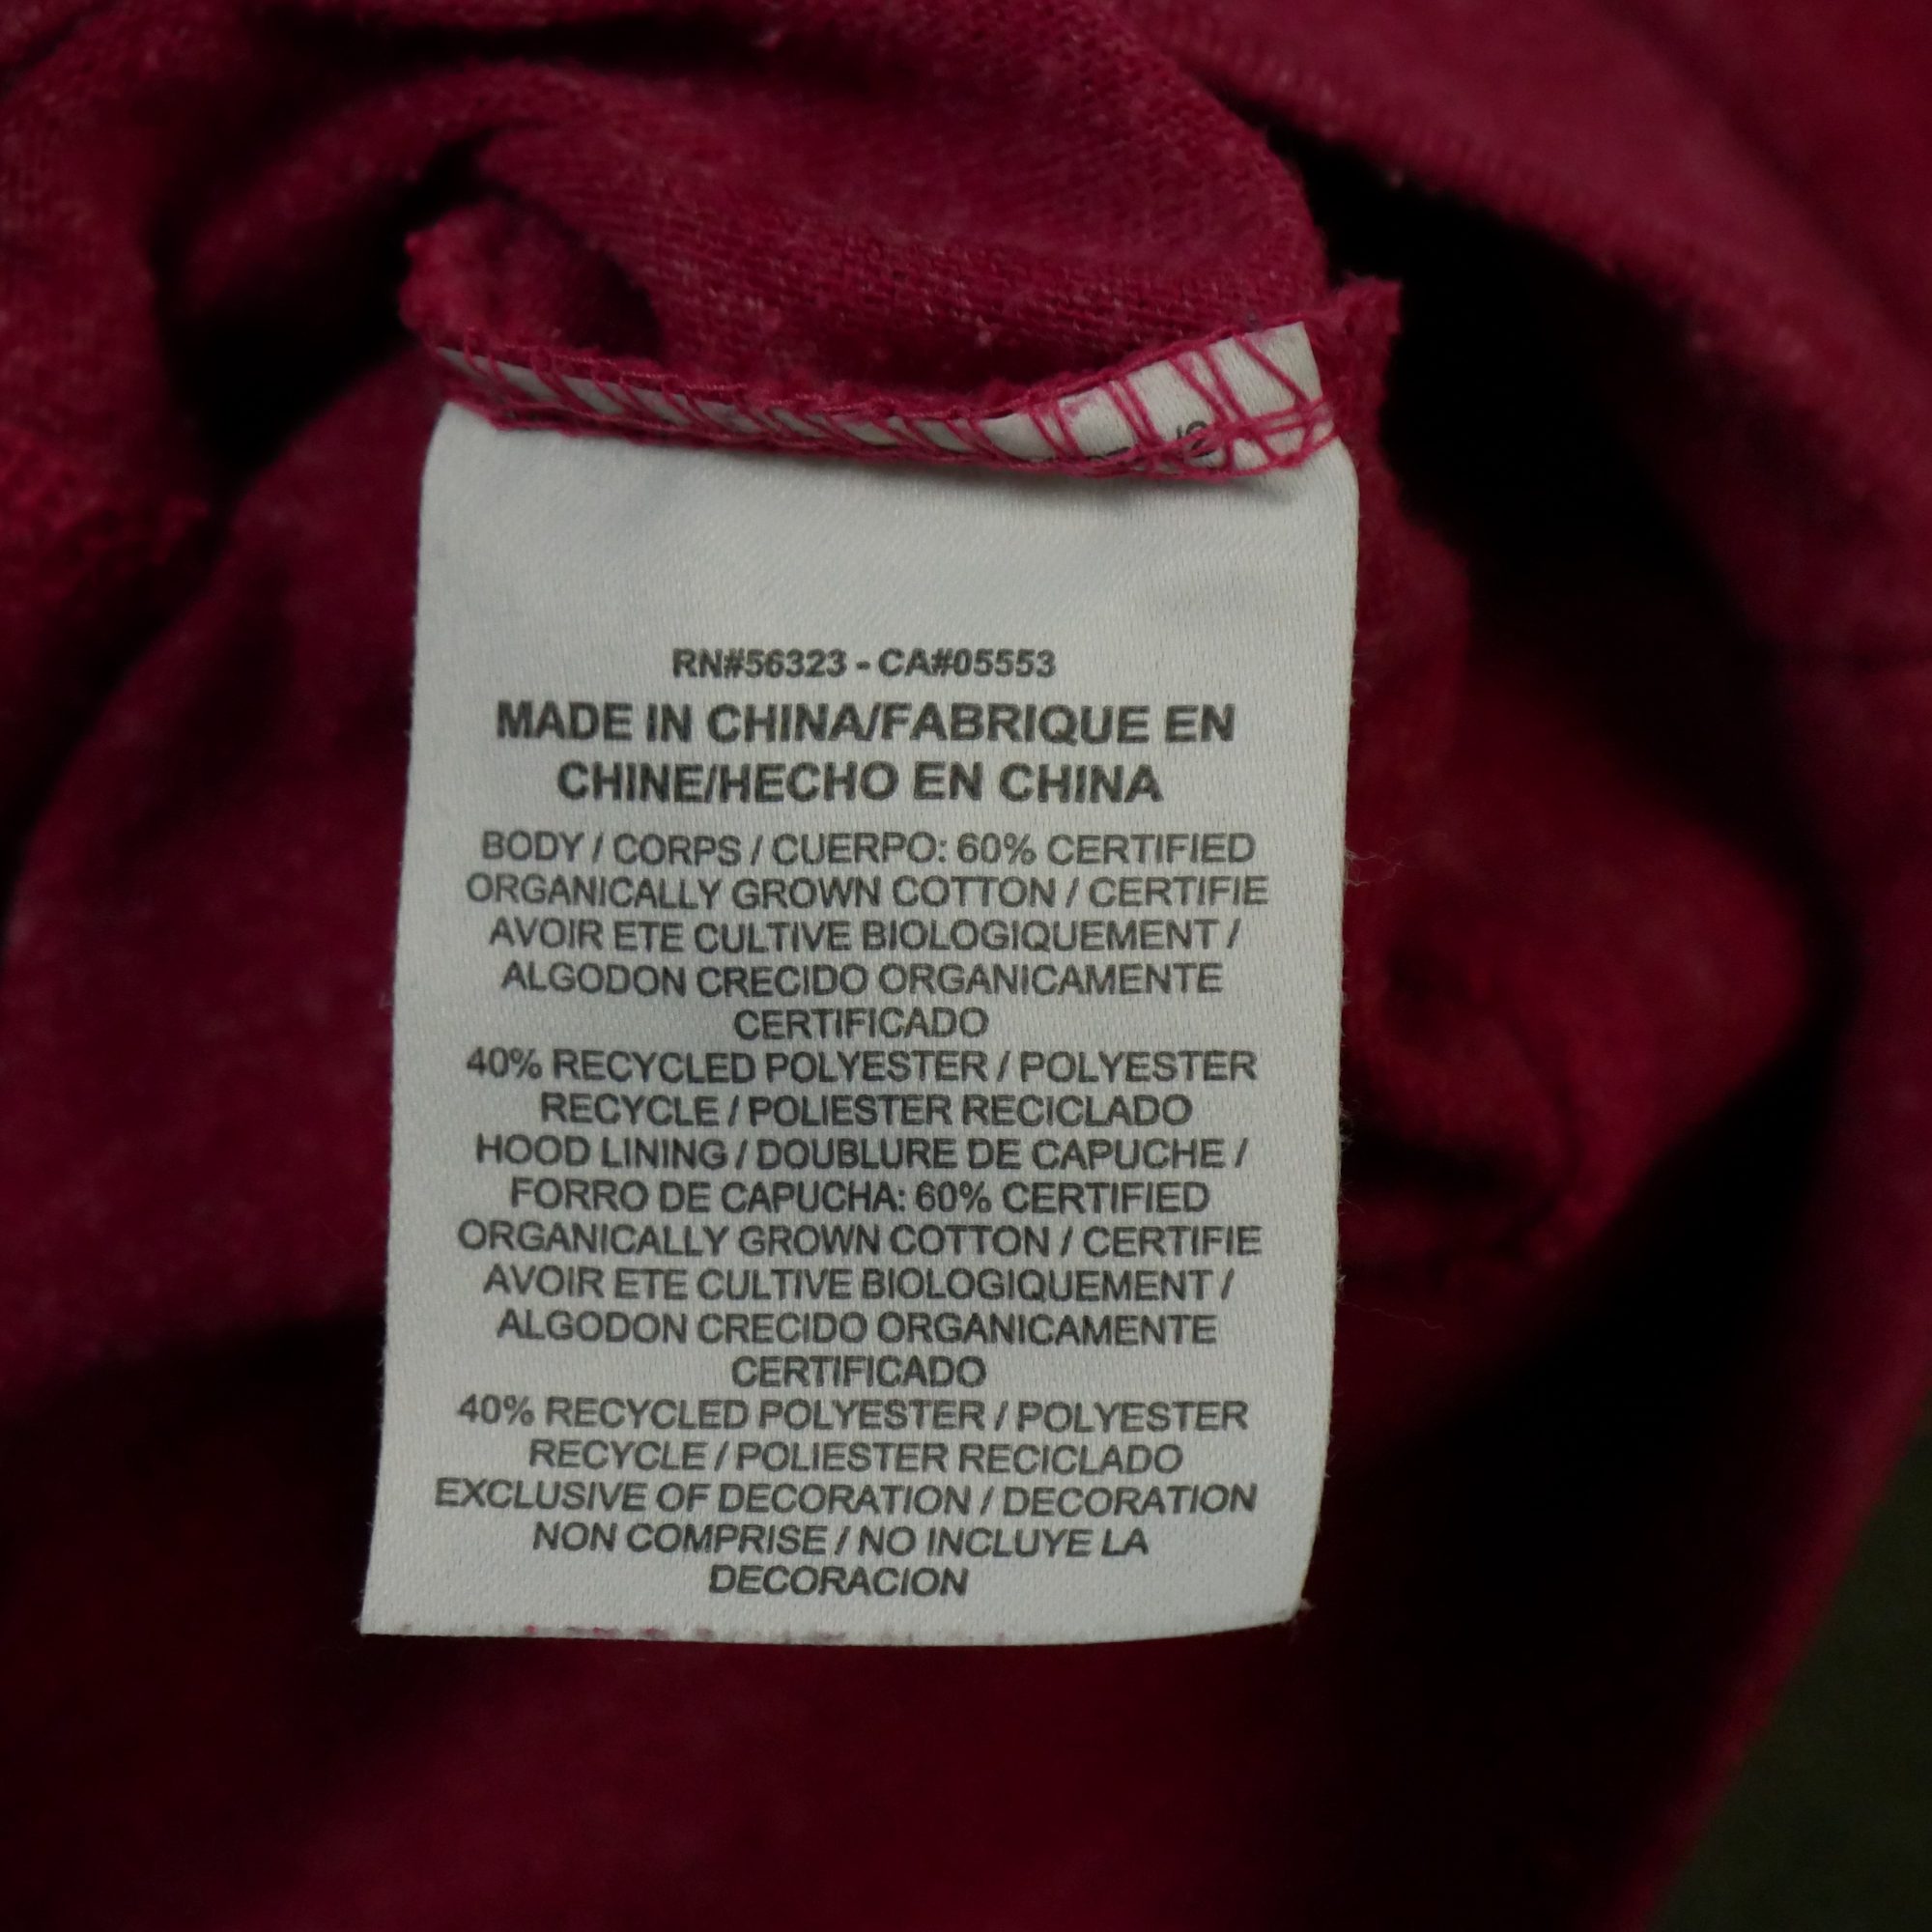 RN#56323 - CA#05553
MADE IN CHINA/FABRIQUE EN
CHINE/HECHO EN CHINA
BODY / CORPS / CUERPO: 60% CERTIFIED
ORGANICALLY GROWN COTTON / CERTIFIE
AVOIR ETE CULTIVE BIOLOGIQUEMENT /
ALGODON CRECIDO ORGANICAMENTE
CERTIFICADO
40% RECYCLED POLYESTER / POLYESTER
RECYCLE / POLIESTER RECICLADO
HOOD LINING / DOUBLURE DE CAPUCHE /
FORRO DE CAPUCHA: 60% CERTIFIED
ORGANICALLY GROWN COTTON / CERTIFIE
AVOIR ETE CULTIVE BIOLOGIQUEMENT /
ALGODON CRECIDO ORGANICAMENTE
CERTIFICADO
40% RECYCLED POLYESTER / POLYESTER
RECYCLE / POLIESTER RECICLADO
EXCLUSIVE OF DECORATION / DECORATION
NON COMPRISE / NO INCLUYE LA
DECORACION